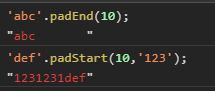 'abc'.padEnd(10);
"abc       "
'def'.padStart(10,'123');
"1231231def"